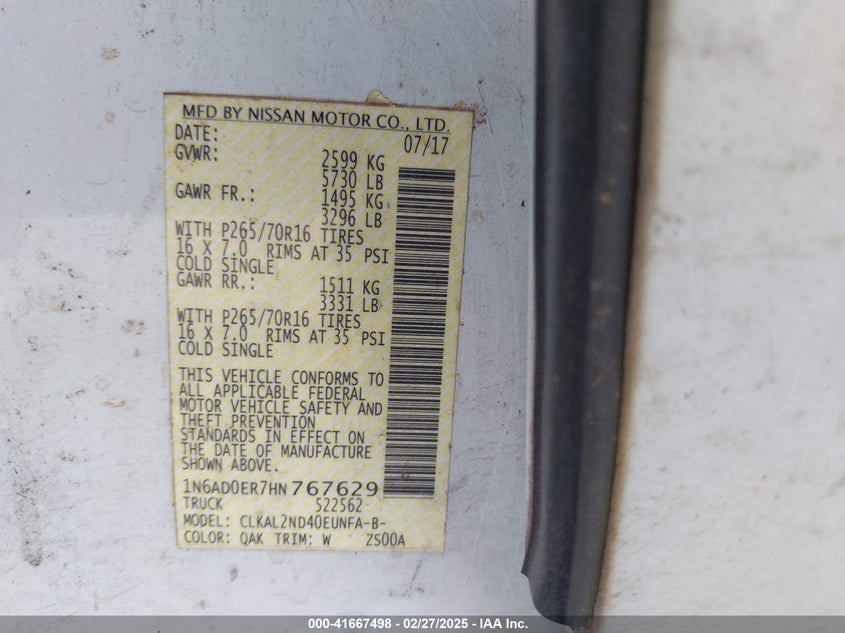 MFD BY NISSAN MOTOR CO., LTD.
DATE: 07/17
GVWR: 2599 KG
5730 LB
GAWR FR.: 1495 KG
3296 LB
WITH P265/70R16 TIRES
16 X 7.0 RIMS AT 35 PSI
COLD SINGLE
GAWR RR.: 1511 KG
3331 LB
WITH P265/70R16 TIRES
16 X 7.0 RIMS AT 35 PSI
COLD SINGLE
THIS VEHICLE CONFORMS TO
ALL APPLICABLE FEDERAL
MOTOR VEHICLE SAFETY AND
THEFT PREVENTION
STANDARDS IN EFFECT ON
THE DATE OF MANUFACTURE
SHOWN ABOVE.
1N6AD0ER7HN767629
TRUCK 522562
MODEL: CLKAL2ND40EUNFA-B-
COLOR: QAK TRIM: W ZS00A
000-41667498 - 02/27/2025 - IAA Inc.